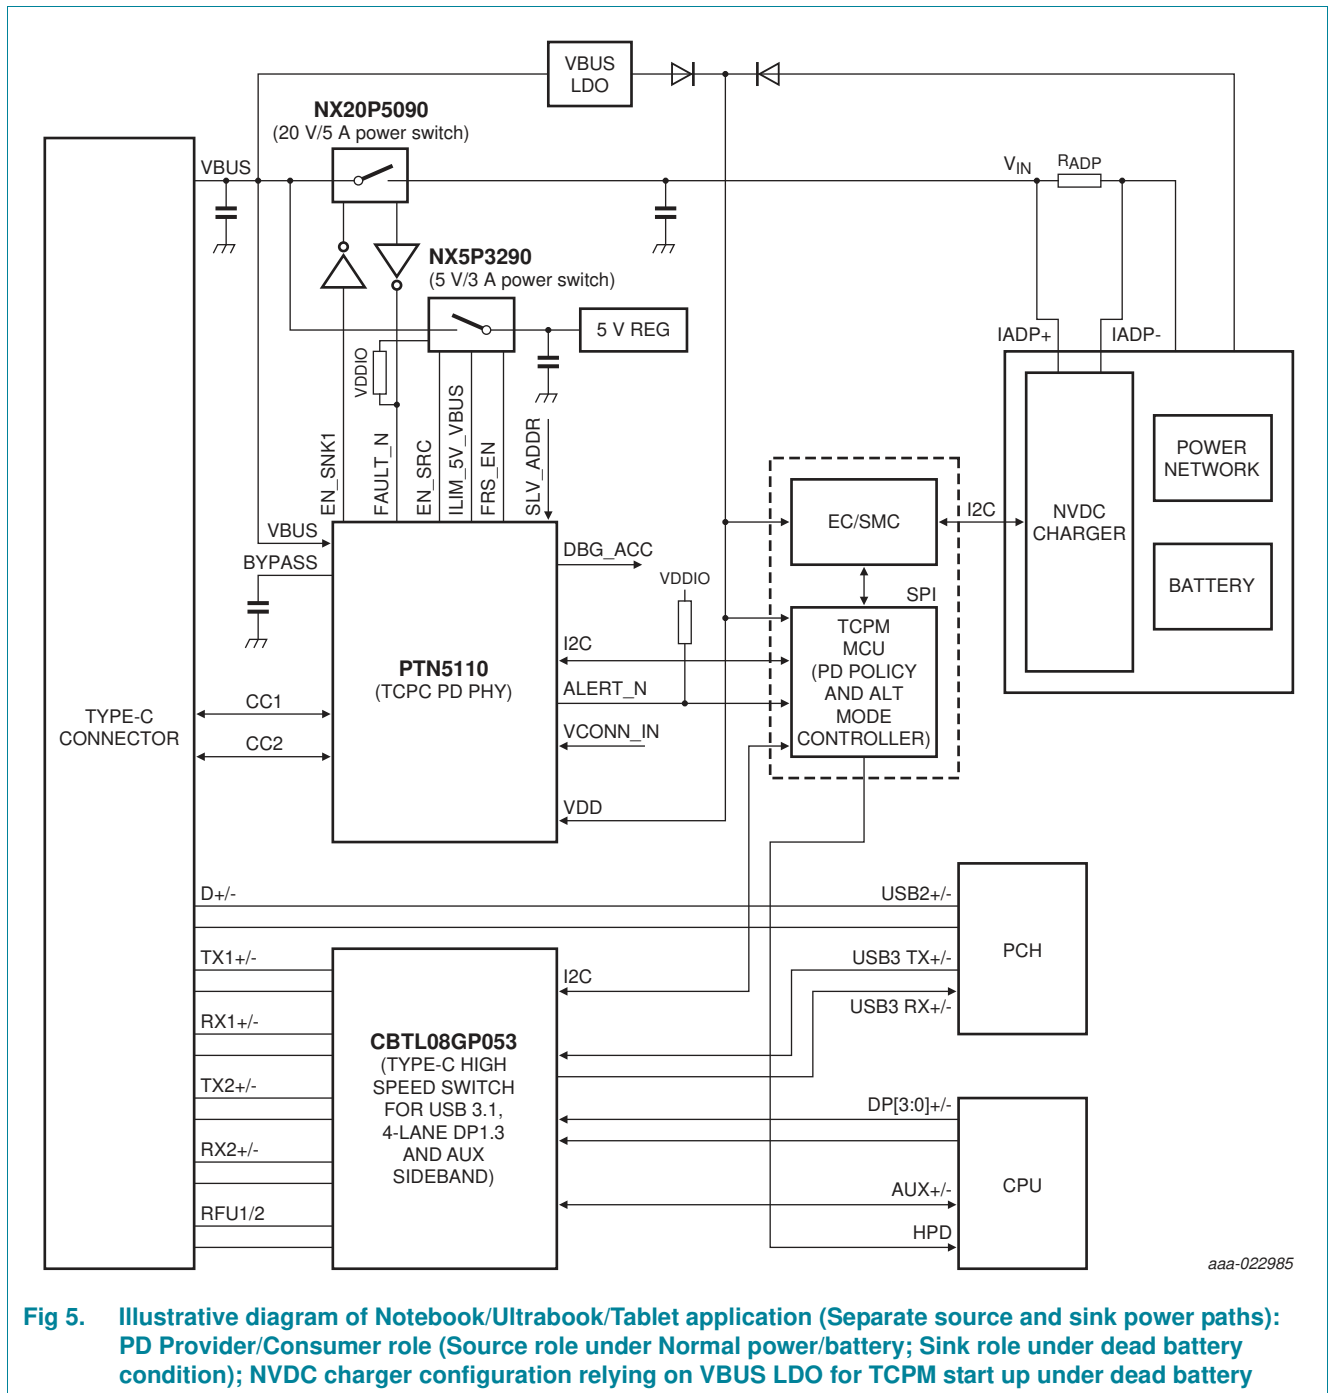 VBUS
LDO
NX20P5090
(20 V/5 A power switch)
VBUS
VIN
RADP
NX5P3290
(5 V/3 A power switch)
5 V REG
IADP+
IADP-
VDDIO
EN_SNK1
FAULT_N
EN_SRC
ILIM_5V_VBUS
FRS_EN
SLV_ADDR
POWER
NETWORK
EC/SMC
I2C
NVDC
CHARGER
VBUS
BYPASS
DBG_ACC
VDDIO
SPI
BATTERY
TCPM
MCU
(PD POLICY
AND ALT
MODE
CONTROLLER)
I2C
PTN5110
(TCPC PD PHY)
ALERT_N
CC1
TYPE-C
CONNECTOR
VCONN_IN
CC2
VDD
D+/-
USB2+/-
TX1+/-
I2C
USB3 TX+/-
PCH
USB3 RX+/-
RX1+/-
CBTL08GP053
(TYPE-C HIGH
SPEED SWITCH
FOR USB 3.1,
4-LANE DP1.3
AND AUX
SIDEBAND)
TX2+/-
DP[3:0]+/-
RX2+/-
AUX+/-
CPU
RFU1/2
HPD
aaa-022985
Fig 5. Illustrative diagram of Notebook/Ultrabook/Tablet application (Separate source and sink power paths):
PD Provider/Consumer role (Source role under Normal power/battery; Sink role under dead battery
condition); NVDC charger configuration relying on VBUS LDO for TCPM start up under dead battery